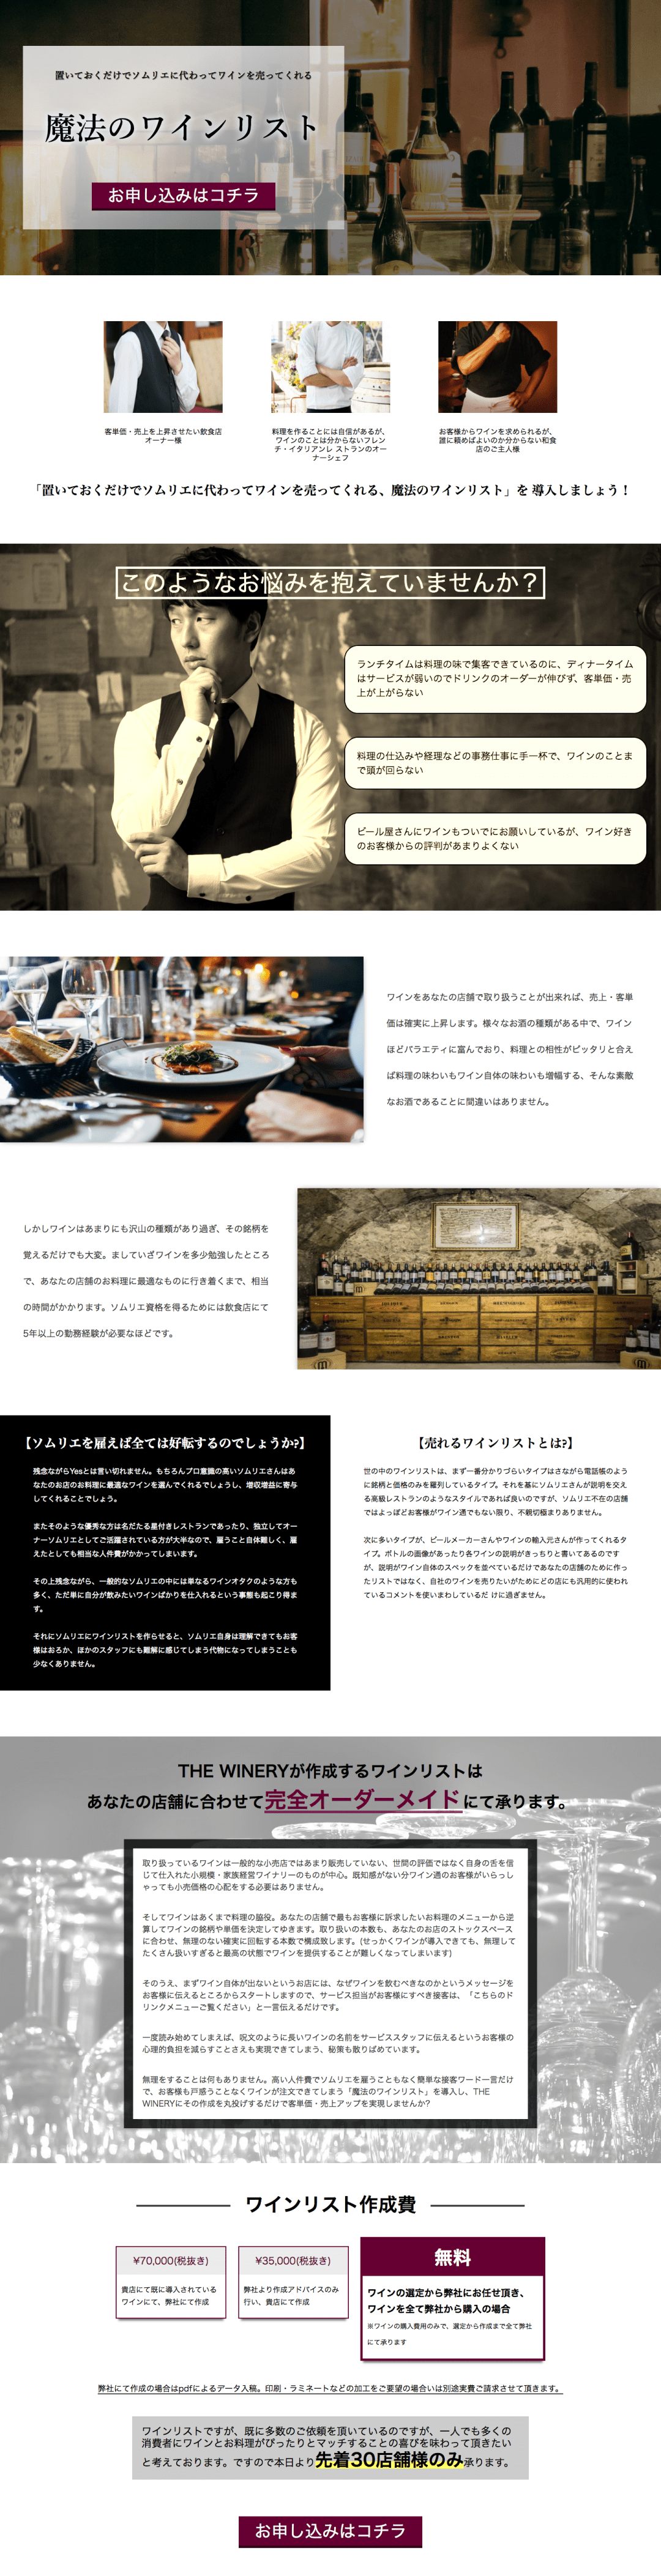 置いておくだけでソムリエに代わってワインを売ってくれる
魔法のワインリスト
お申し込みはコチラ
客単価・売上を上昇させたい飲食店
オーナー様
料理を作ることには自信があるが、
ワインのことは分からないフレン
チ・イタリアンレ ストランのオー
ナーシェフ
お客様からワインを求められるが、
誰に頼めばよいのか分からない和食
店のご主人様
「置いておくだけでソムリエに代わってワインを売ってくれる、魔法のワインリスト」を 導入しましょう！
このようなお悩みを抱えていませんか？
ランチタイムは料理の味で集客できているのに、ディナータイム
はサービスが弱いのでドリンクのオーダーが伸びず、客単価・売
上が上がらない
料理の仕込みや経理などの事務仕事に手一杯で、ワインのことま
で頭が回らない
ビール屋さんにワインもついでにお願いしているが、ワイン好き
のお客様からの評判があまりよくない
ワインをあなたの店舗で取り扱うことが出来れば、売上・客単
価は確実に上昇します。様々なお酒の種類がある中で、ワイン
ほどバラエティに富んでおり、料理との相性がピッタリと合え
ば料理の味わいもワイン自体の味わいも増幅する、そんな素敵
なお酒であることに間違いはありません。
しかしワインはあまりにも沢山の種類があり過ぎ、その銘柄を
覚えるだけでも大変。ましていざワインを多少勉強したところ
で、あなたの店舗のお料理に最適なものに行き着くまで、相当
の時間がかかります。ソムリエ資格を得るためには飲食店にて
5年以上の勤務経験が必要なほどです。
【ソムリエを雇えば全ては好転するのでしょうか?】
残念ながらYesとは言い切れません。もちろんプロ意識の高いソムリエさんはあ
なたのお店のお料理に最適なワインを選んでくれるでしょうし、増収増益に寄与
してくれることでしょう。
またそのような優秀な方は名だたる星付きレストランであったり、独立してオー
ナーソムリエとしてご活躍されている方が大半なので、雇うこと自体難しく、雇
えたとしても相当な人件費がかかってしまいます。
その上残念ながら、一般的なソムリエの中には単なるワインオタクのような方も
多く、ただ単に自分が飲みたいワインばかりを仕入れるという事態も起こり得ま
す。
それにソムリエにワインリストを作らせると、ソムリエ自身は理解できてもお客
様はおろか、ほかのスタッフにも難解に感じてしまう代物になってしまうことも
少なくありません。
【売れるワインリストとは?】
世の中のワインリストは、まず一番分かりづらいタイプはさながら電話帳のよう
に銘柄と価格のみを羅列しているタイプ。それを基にソムリエさんが説明を交え
る高級レストランのようなスタイルであれば良いのですが、ソムリエ不在の店舗
ではよっぽどお客様がワイン通でもない限り、不親切極まりありません。
次に多いタイプが、ビールメーカーさんやワインの輸入元さんが作ってくれるタ
イプ。ボトルの画像があったり各ワインの説明がきっちりと書いてあるのです
が、説明がワイン自体のスペックを並べているだけであなたの店舗のために作っ
たリストではなく、自社のワインを売りたいがためにどの店にも汎用的に使われ
ているコメントを使いまわしているだ けに過ぎません。
THE WINERYが作成するワインリストは
あなたの店舗に合わせて完全オーダーメイドにて承ります。
取り扱っているワインは一般的な小売店ではあまり販売していない、世間の評価ではなく自身の舌を信
じて仕入れた小規模・家族経営ワイナリーのものが中心。既知感がない分ワイン通のお客様がいらっし
ゃっても小売価格の心配をする必要はありません。
そしてワインはあくまで料理の脇役。あなたの店舗で最もお客様に訴求したいお料理のメニューから逆
算してワインの銘柄や単価を決定してゆきます。取り扱いの本数も、あなたのお店のストックスペース
に合わせ、無理のない確実に回転する本数で構成致します。(せっかくワインが導入できても、無理して
たくさん扱いすぎると最高の状態でワインを提供することが難しくなってしまいます)
そのうえ、まずワイン自体が出ないというお店には、なぜワインを飲むべきなのかというメッセージを
お客様に伝えるところからスタートしますので、サービス担当がお客様にすべき接客は、「こちらのド
リンクメニューご覧ください」と一言伝えるだけです。
一度読み始めてしまえば、呪文のように長いワインの名前をサービススタッフに伝えるというお客様の
心理的負担を減らすことさえも実現できてしまう、秘策も散りばめています。
無理をすることは何もありません。高い人件費でソムリエを雇うこともなく簡単な接客ワード一言だけ
で、お客様も戸惑うことなくワインが注文できてしまう「魔法のワインリスト」を導入し、THE
WINERYにその作成を丸投げするだけで客単価・売上アップを実現しませんか?
ワインリスト作成費
¥70,000(税抜き)
貴店にて既に導入されている
ワインにて、弊社にて作成
¥35,000(税抜き)
弊社より作成アドバイスのみ
行い、貴店にて作成
無料
ワインの選定から弊社にお任せ頂き、
ワインを全て弊社から購入の場合
※ワインの購入費用のみで、選定から作成まで全て弊社
にて承ります
弊社にて作成の場合はpdfによるデータ入稿。印刷・ラミネートなどの加工をご要望の場合いは別途実費ご請求させて頂きます。
ワインリストですが、既に多数のご依頼を頂いているのですが、一人でも多くの
消費者にワインとお料理がぴったりとマッチすることの喜びを味わって頂きたい
と考えております。ですので本日より先着30店舗様のみ承ります。
お申し込みはコチラ